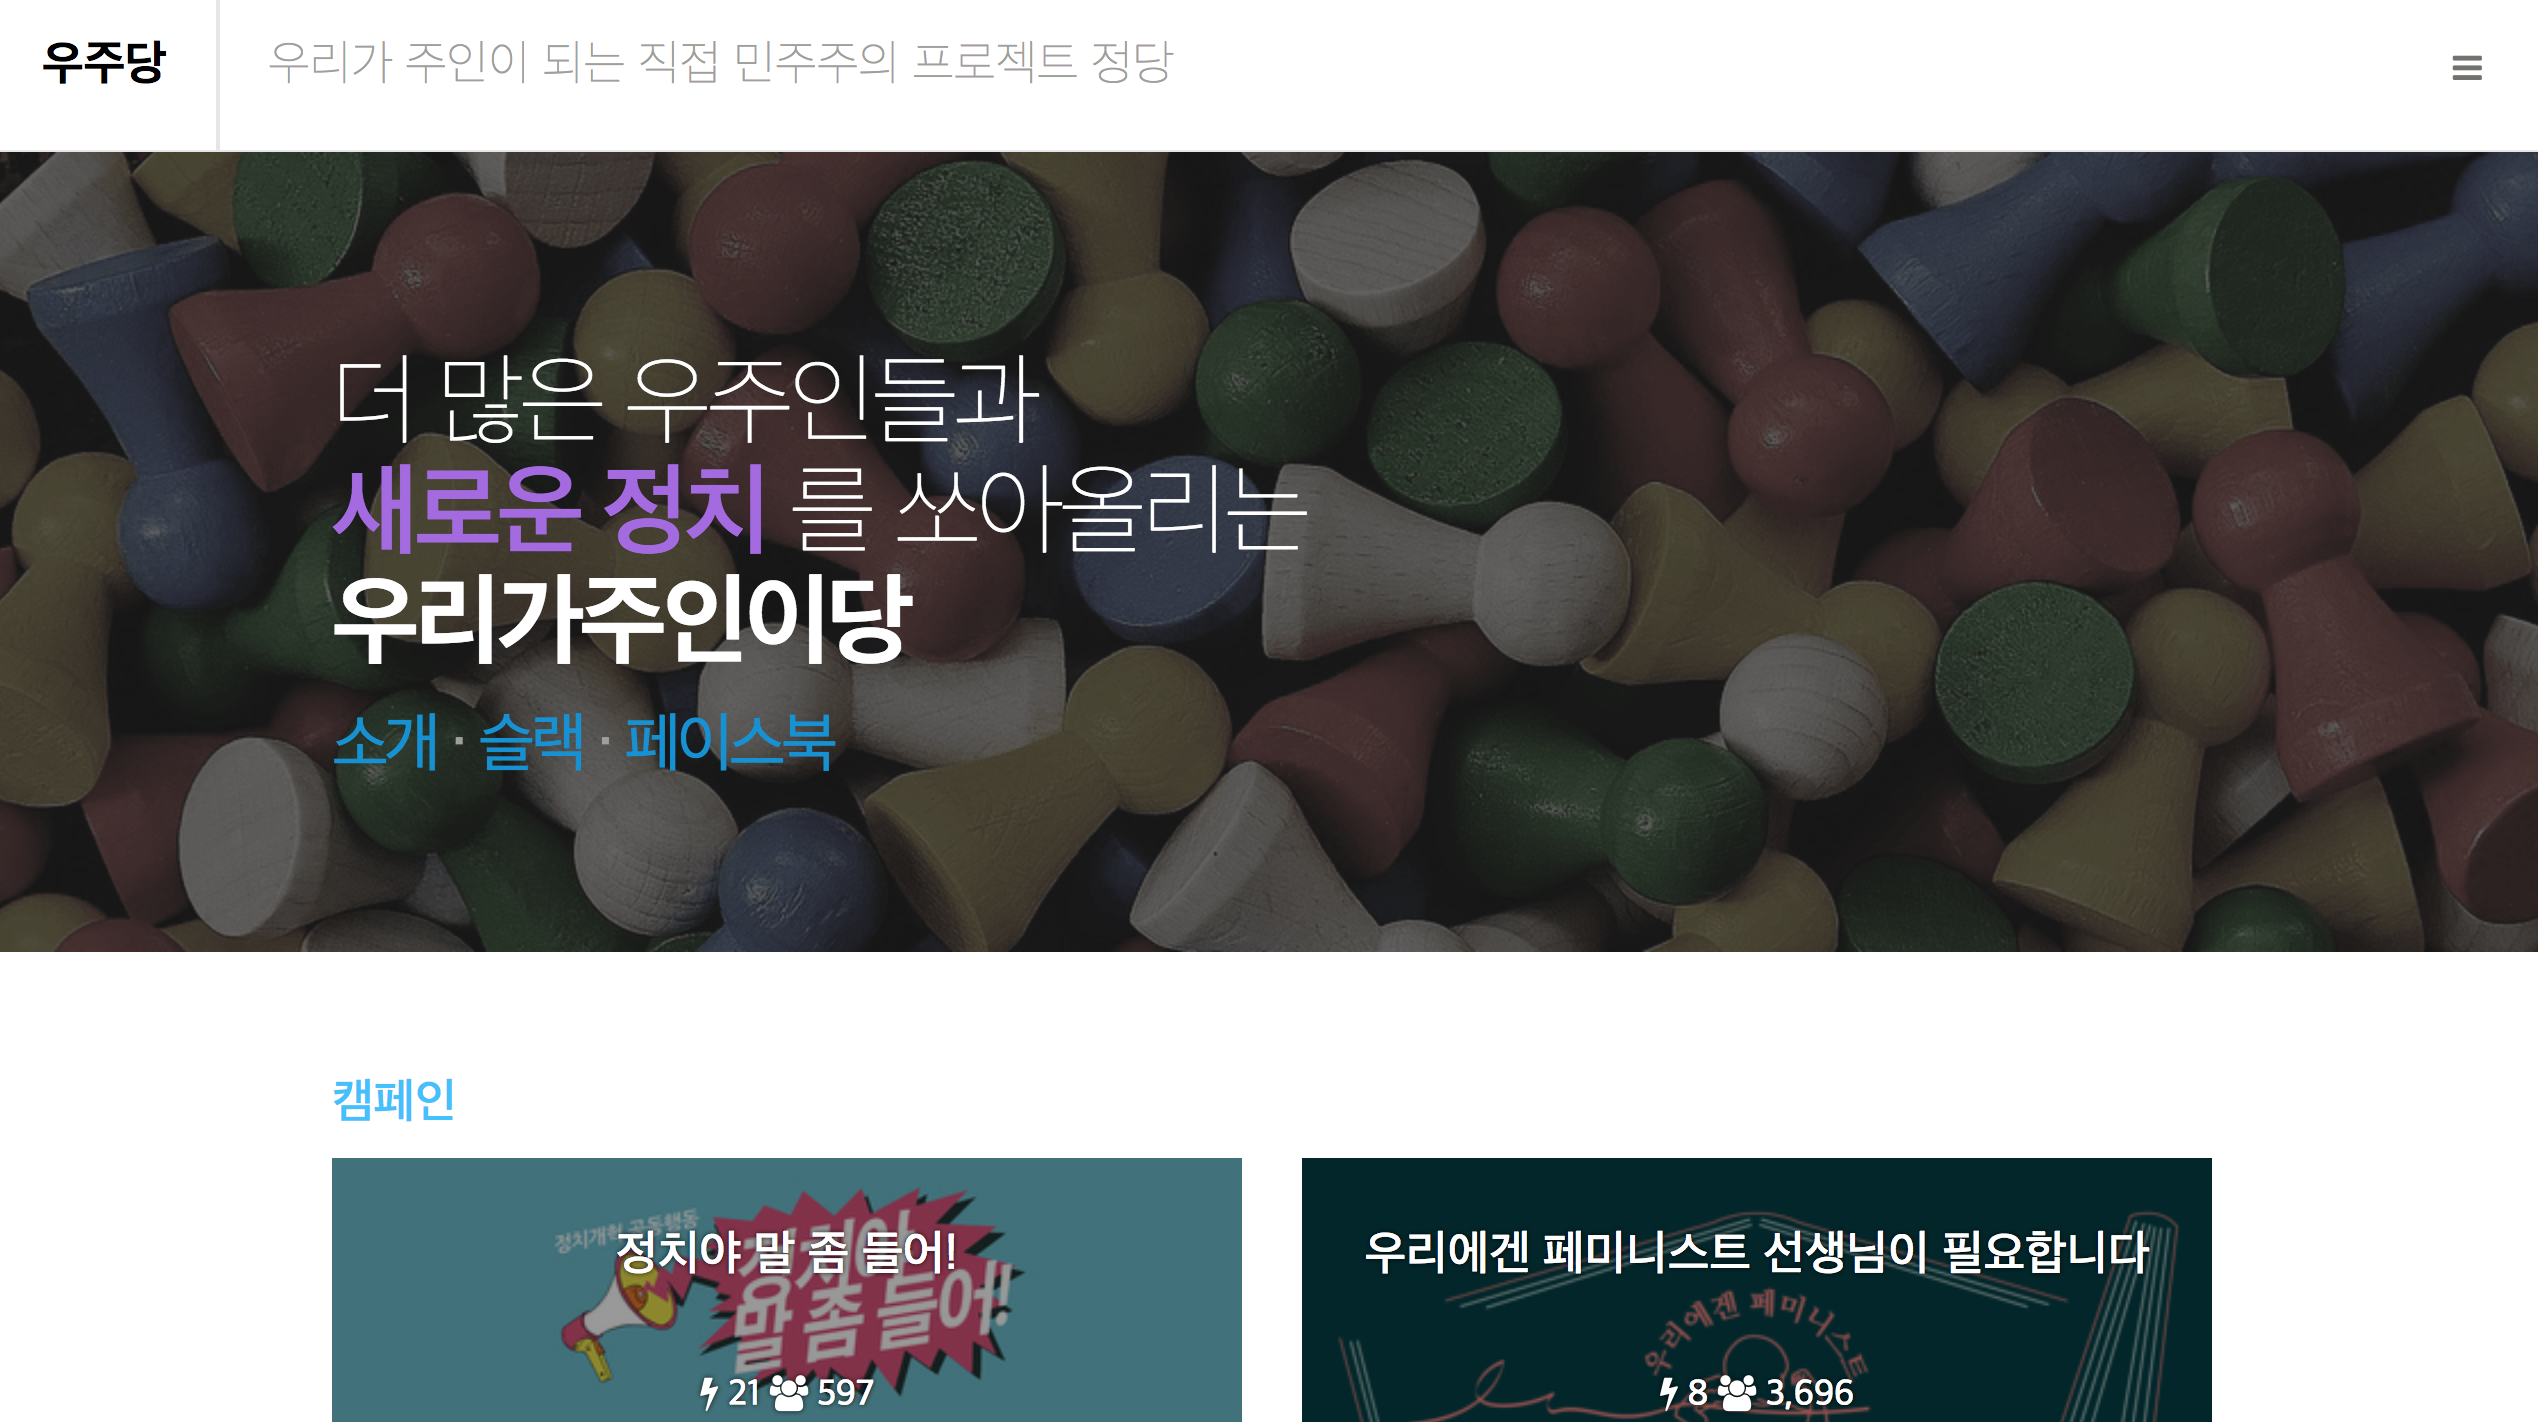 우주당
우리가 주인이 되는 직접 민주주의 프로젝트 정당
더 많은 우주인들과
새로운 정치 를 쏘아올리는
우리가주인이당
소개 · 슬랙 · 페이스북
캠페인
정치개혁 공동행동
정치야 말 좀 들어!
정치야
말 좀 들어!
21 597
우리에겐 페미니스트 선생님이 필요합니다
우리에겐 페미니스트
8 3,696